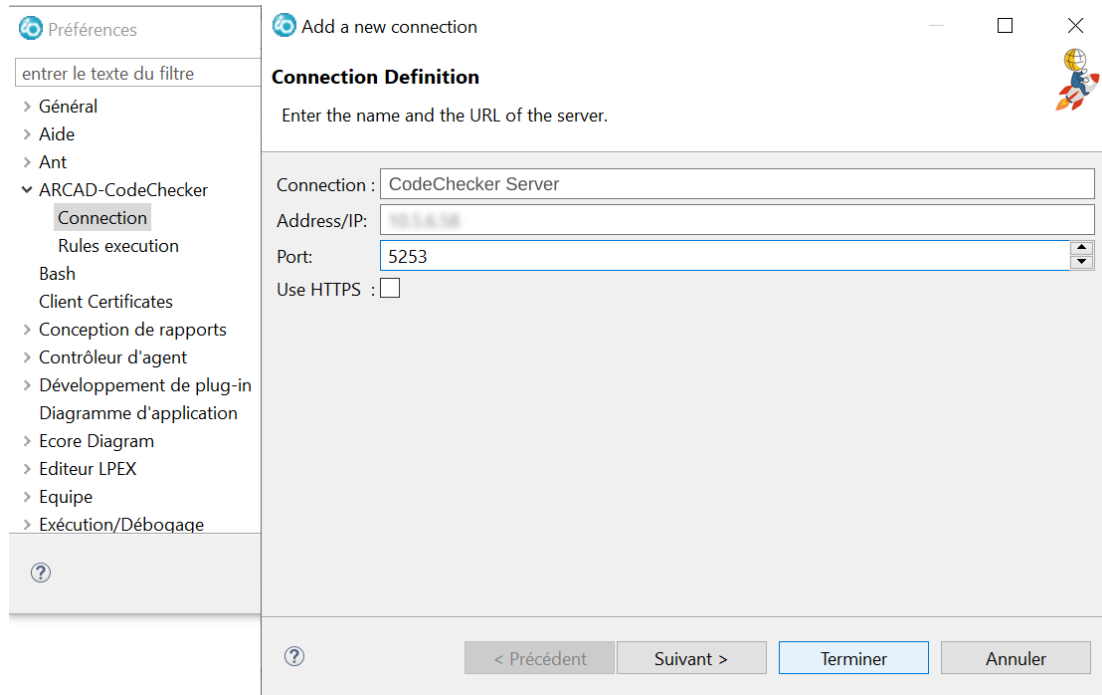 Préférences
entrer le texte du filtre
Général
Aide
Ant
ARCAD-CodeChecker
Connection
Rules execution
Bash
Client Certificates
Conception de rapports
Contrôleur d'agent
Développement de plug-in
Diagramme d'application
Ecore Diagram
Editeur LPEX
Equipe
Exécution/Débogage
Add a new connection
Connection Definition
Enter the name and the URL of the server.
Connection : CodeChecker Server
Address/IP:
Port: 5253
Use HTTPS :
< Précédent Suivant > Terminer Annuler